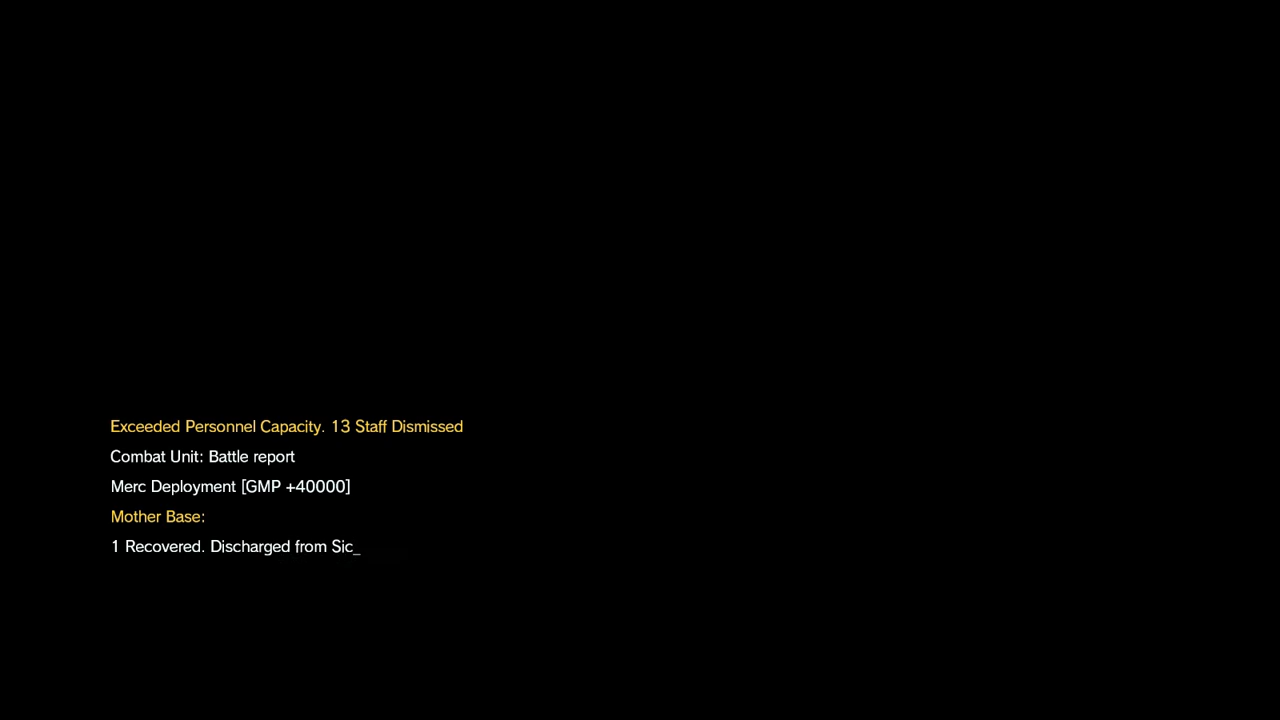 Exceeded Personnel Capacity. 13 Staff Dismissed
Combat Unit: Battle report
Merc Deployment [GMP +40000]
Mother Base:
1 Recovered. Discharged from Sic_